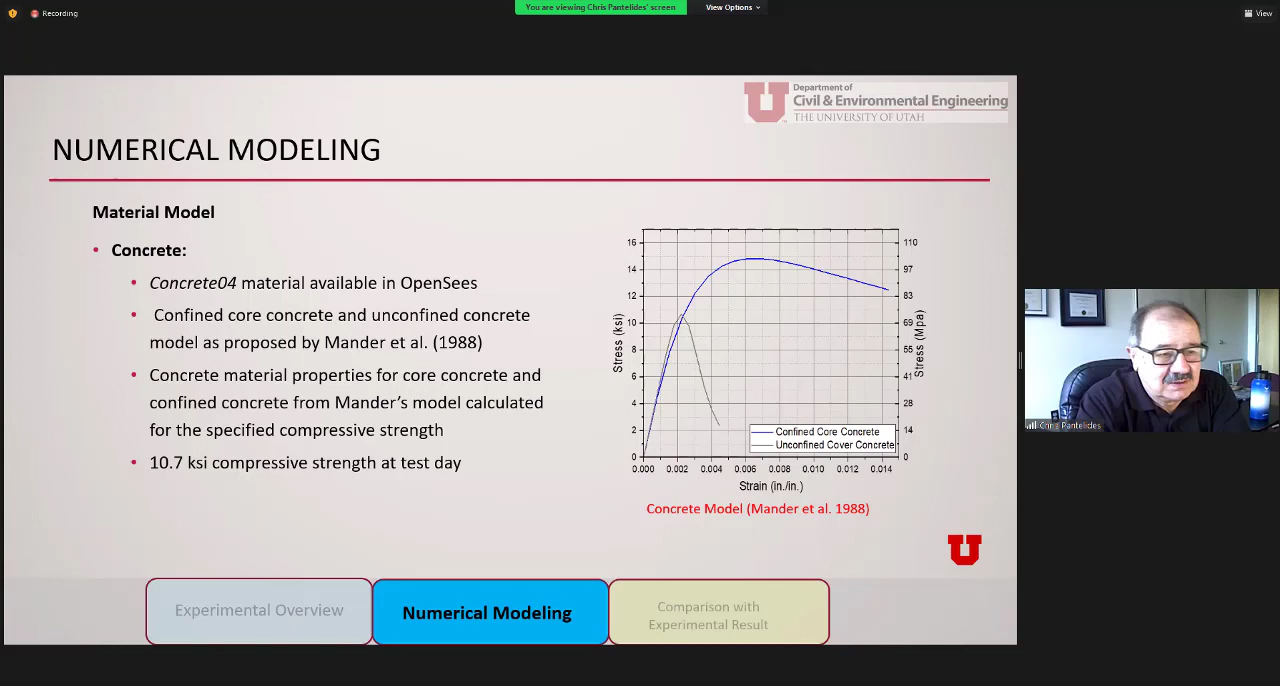 Recording
You are viewing Chris Pantelides' screen
View Options
View
Department of
Civil & Environmental Engineering
THE UNIVERSITY OF UTAH
NUMERICAL MODELING
Material Model
• Concrete:
• Concrete04 material available in OpenSees
• Confined core concrete and unconfined concrete
model as proposed by Mander et al. (1988)
• Concrete material properties for core concrete and
confined concrete from Mander's model calculated
for the specified compressive strength
• 10.7 ksi compressive strength at test day
Stress (ksi)
16
14
12
10
8
6
4
2
0
110
97
83
69
55
41
28
14
0
Stress (Mpa)
Confined Core Concrete
Unconfined Cover Concrete
0.000 0.002 0.004 0.006 0.008 0.010 0.012 0.014
Strain (in./in.)
Concrete Model (Mander et al. 1988)
Chris Pantelides
Experimental Overview
Numerical Modeling
Comparison with
Experimental Result